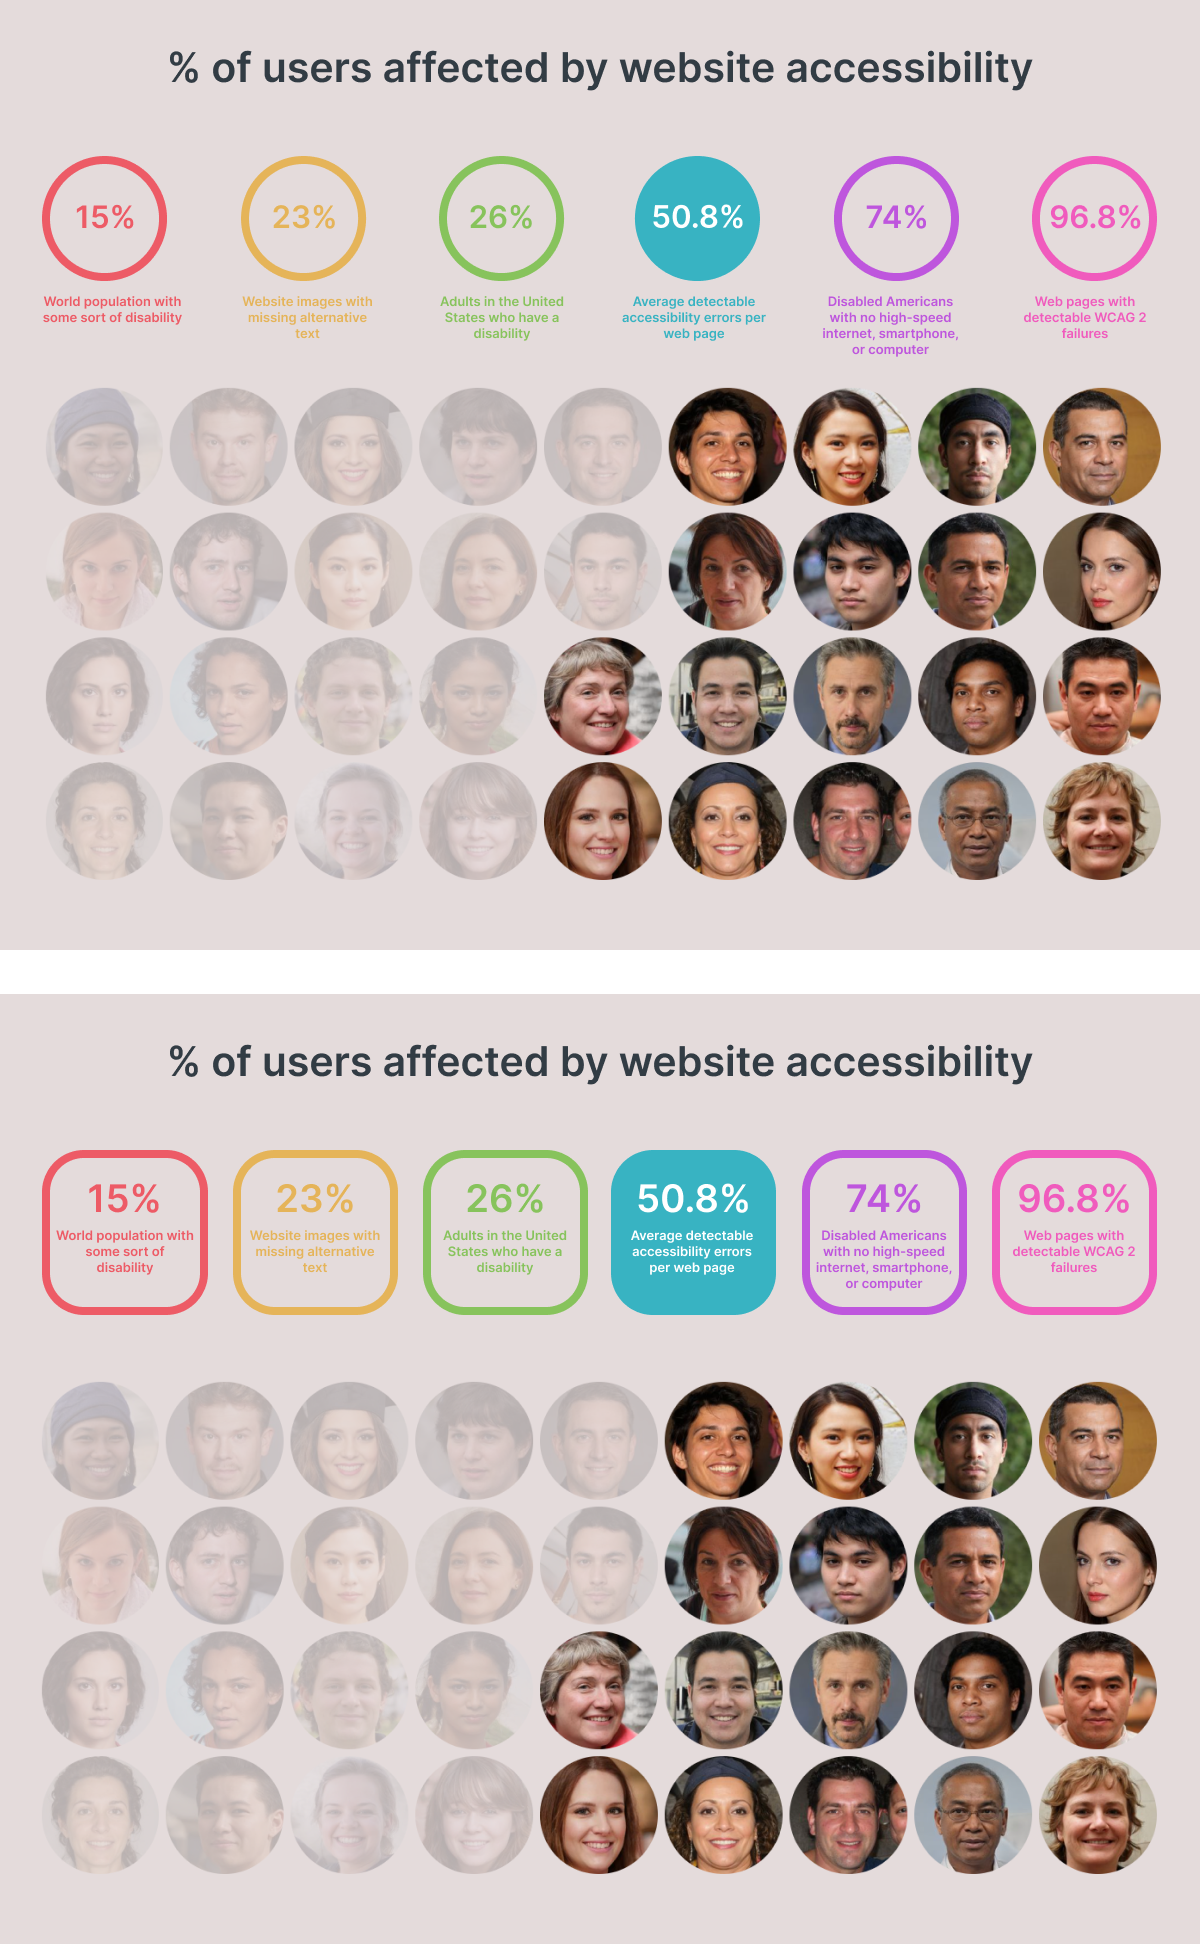 % of users affected by website accessibility
15%
23%
26%
50.8%
74%
96.8%
World population with
some sort of disability
Website images with
missing alternative
text
Adults in the United
States who have a
disability
Average detectable
accessibility errors per
web page
Disabled Americans
with no high-speed
internet, smartphone,
or computer
Web pages with
detectable WCAG 2
failures
% of users affected by website accessibility
15%
World population with
some sort of
disability
23%
Website images with
missing alternative
text
26%
Adults in the United
States who have a
disability
50.8%
Average detectable
accessibility errors
per web page
74%
Disabled Americans
with no high-speed
internet, smartphone,
or computer
96.8%
Web pages with
detectable WCAG 2
failures